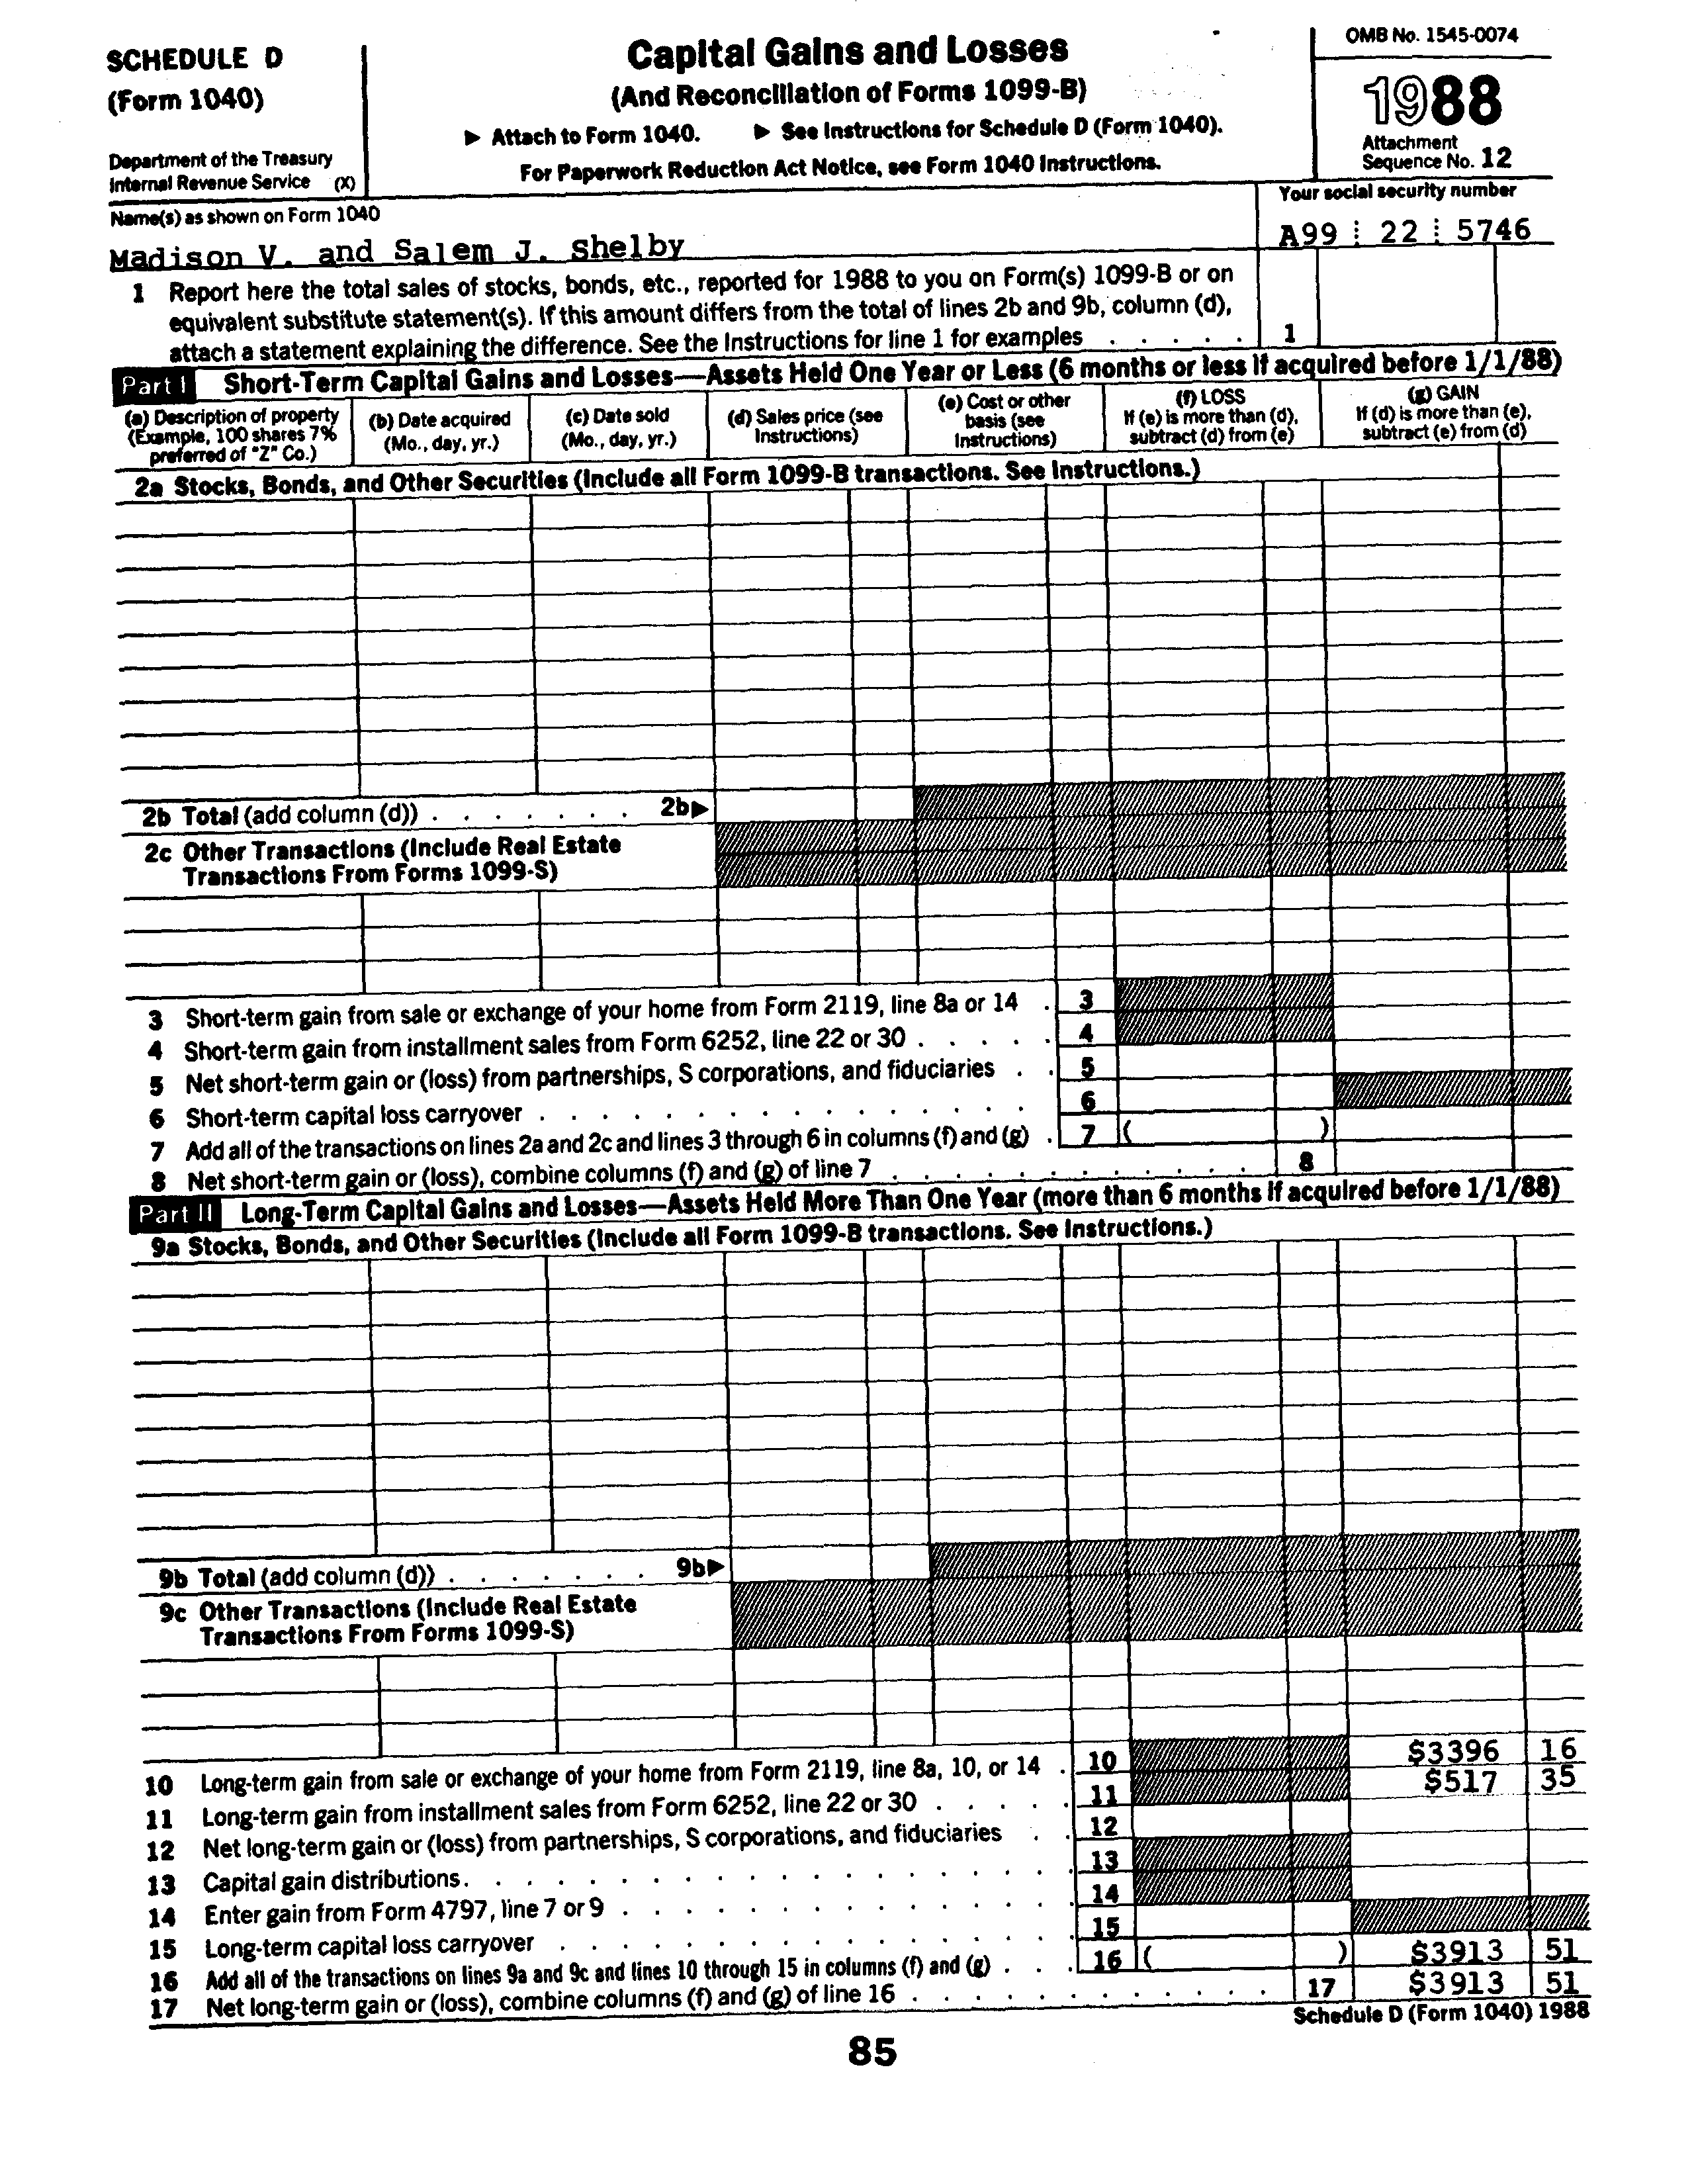 SCHEDULE D
(Form 1040)
Department of the Treasury
Internal Revenue Service (X)
Capital Gains and Losses
(And Reconciliation of Forms 1099-B)
▶ Attach to Form 1040. ▶ See Instructions for Schedule D (Form 1040).
For Paperwork Reduction Act Notice, see Form 1040 Instructions.
OMB No. 1545-0074
1988
Attachment
Sequence No. 12
Name(s) as shown on Form 1040
Madison V. and Salem J. Shelby
Your social security number
A99 22 5746
1 Report here the total sales of stocks, bonds, etc., reported for 1988 to you on Form(s) 1099-B or on
equivalent substitute statement(s). If this amount differs from the total of lines 2b and 9b, column (d),
attach a statement explaining the difference. See the Instructions for line 1 for examples . . . . . 1
Part I Short-Term Capital Gains and Losses—Assets Held One Year or Less (6 months or less if acquired before 1/1/88)
(a) Description of property
(Example, 100 shares 7%
preferred of "Z" Co.)
(b) Date acquired
(Mo., day, yr.)
(c) Date sold
(Mo., day, yr.)
(d) Sales price (see
Instructions)
(e) Cost or other
basis (see
Instructions)
(f) LOSS
If (e) is more than (d),
subtract (d) from (e)
(g) GAIN
If (d) is more than (e),
subtract (e) from (d)
2a Stocks, Bonds, and Other Securities (Include all Form 1099-B transactions. See Instructions.)
2b Total (add column (d)) . . . . . . . 2b▶
2c Other Transactions (Include Real Estate
Transactions From Forms 1099-S)
3 Short-term gain from sale or exchange of your home from Form 2119, line 8a or 14 . 3
4 Short-term gain from installment sales from Form 6252, line 22 or 30 . . . . . 4
5 Net short-term gain or (loss) from partnerships, S corporations, and fiduciaries . . 5
6 Short-term capital loss carryover . . . . . . . . . . . . . . . . 6
7 Add all of the transactions on lines 2a and 2c and lines 3 through 6 in columns (f) and (g) . 7 ( )
8 Net short-term gain or (loss), combine columns (f) and (g) of line 7 . . . . . . . . . . . . 8
Part II Long-Term Capital Gains and Losses—Assets Held More Than One Year (more than 6 months if acquired before 1/1/88)
9a Stocks, Bonds, and Other Securities (Include all Form 1099-B transactions. See Instructions.)
9b Total (add column (d)) . . . . . . . 9b▶
9c Other Transactions (Include Real Estate
Transactions From Forms 1099-S)
10 Long-term gain from sale or exchange of your home from Form 2119, line 8a, 10, or 14 . 10 $3396 16
11 Long-term gain from installment sales from Form 6252, line 22 or 30 . . . . . 11 $517 35
12 Net long-term gain or (loss) from partnerships, S corporations, and fiduciaries . . 12
13 Capital gain distributions. . . . . . . . . . . . . . . . . . . 13
14 Enter gain from Form 4797, line 7 or 9 . . . . . . . . . . . . . . 14
15 Long-term capital loss carryover . . . . . . . . . . . . . . . . 15
16 Add all of the transactions on lines 9a and 9c and lines 10 through 15 in columns (f) and (g) . . . 16 ( ) $3913 51
17 Net long-term gain or (loss), combine columns (f) and (g) of line 16 . . . . . . . . . . . . 17 $3913 51
Schedule D (Form 1040) 1988
85